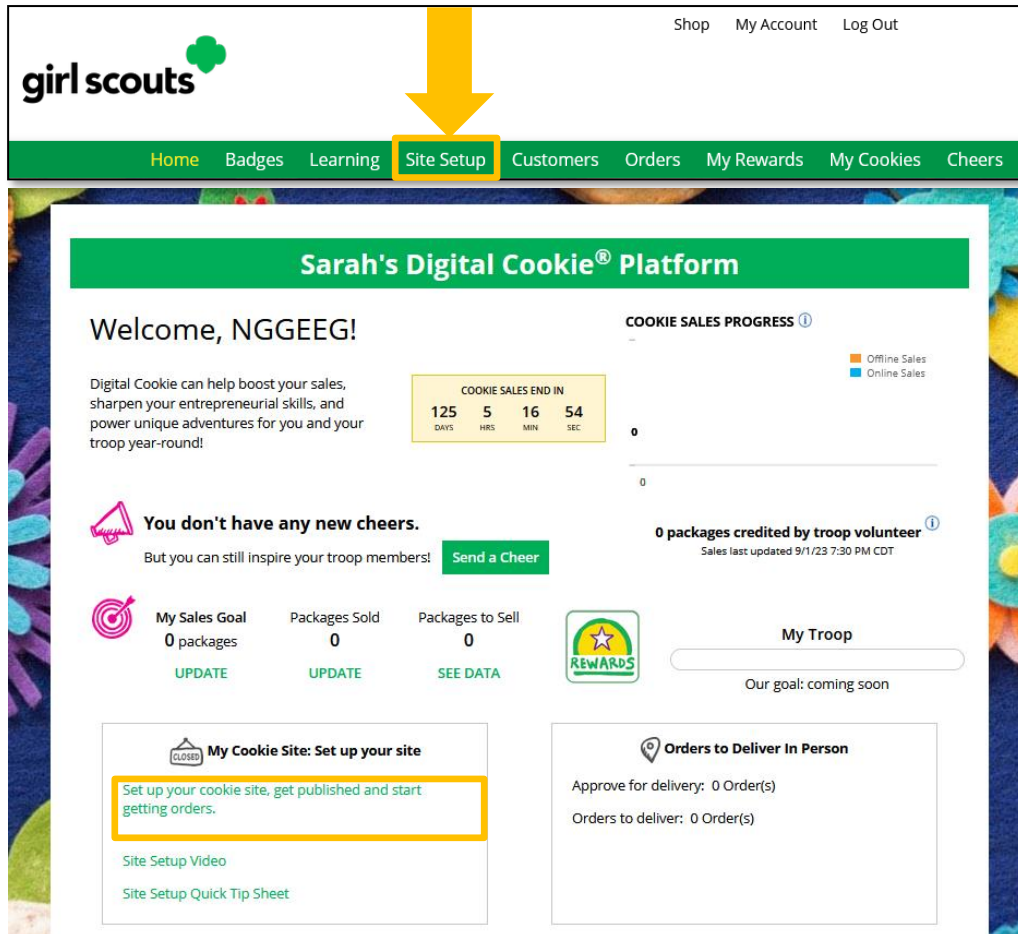 Shop My Account Log Out
girl scouts
Home Badges Learning Site Setup Customers Orders My Rewards My Cookies Cheers
Sarah's Digital Cookie® Platform
Welcome, NGGEEG!
Digital Cookie can help boost your sales,
sharpen your entrepreneurial skills, and
power unique adventures for you and your
troop year-round!
COOKIE SALES END IN
125 5 16 54
DAYS HRS MIN SEC
COOKIE SALES PROGRESS i
Offline Sales
Online Sales
0
0
You don't have any new cheers.
But you can still inspire your troop members! Send a Cheer
0 packages credited by troop volunteer i
Sales last updated 9/1/23 7:30 PM CDT
My Sales Goal Packages Sold Packages to Sell
0 packages 0 0
UPDATE UPDATE SEE DATA
REWARDS
My Troop
Our goal: coming soon
CLOSED My Cookie Site: Set up your site
Set up your cookie site, get published and start
getting orders.
Site Setup Video
Site Setup Quick Tip Sheet
Orders to Deliver In Person
Approve for delivery: 0 Order(s)
Orders to deliver: 0 Order(s)